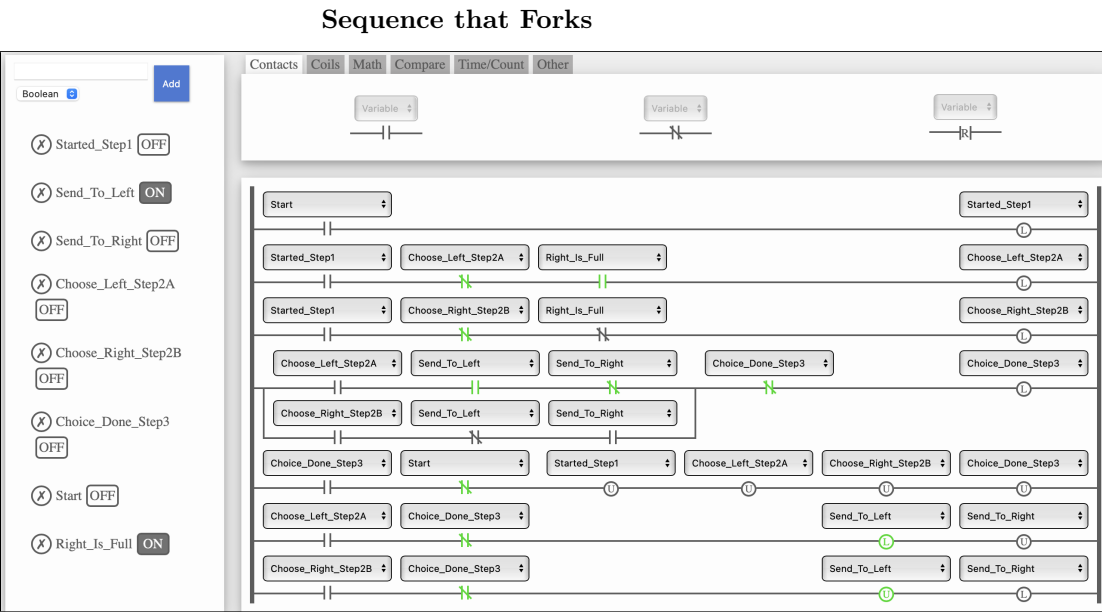 Sequence that Forks
Contacts Coils Math Compare Time/Count Other
Add
Boolean
Variable Variable Variable
R
Started_Step1 OFF
Send_To_Left ON
Send_To_Right OFF
Choose_Left_Step2A
OFF
Choose_Right_Step2B
OFF
Choice_Done_Step3
OFF
Start OFF
Right_Is_Full ON
Start Started_Step1
L
Started_Step1 Choose_Left_Step2A Right_Is_Full Choose_Left_Step2A
L
Started_Step1 Choose_Right_Step2B Right_Is_Full Choose_Right_Step2B
L
Choose_Left_Step2A Send_To_Left Send_To_Right Choice_Done_Step3 Choice_Done_Step3
L
Choose_Right_Step2B Send_To_Left Send_To_Right
Choice_Done_Step3 Start Started_Step1 Choose_Left_Step2A Choose_Right_Step2B Choice_Done_Step3
U U U U
Choose_Left_Step2A Choice_Done_Step3 Send_To_Left Send_To_Right
L U
Choose_Right_Step2B Choice_Done_Step3 Send_To_Left Send_To_Right
U L